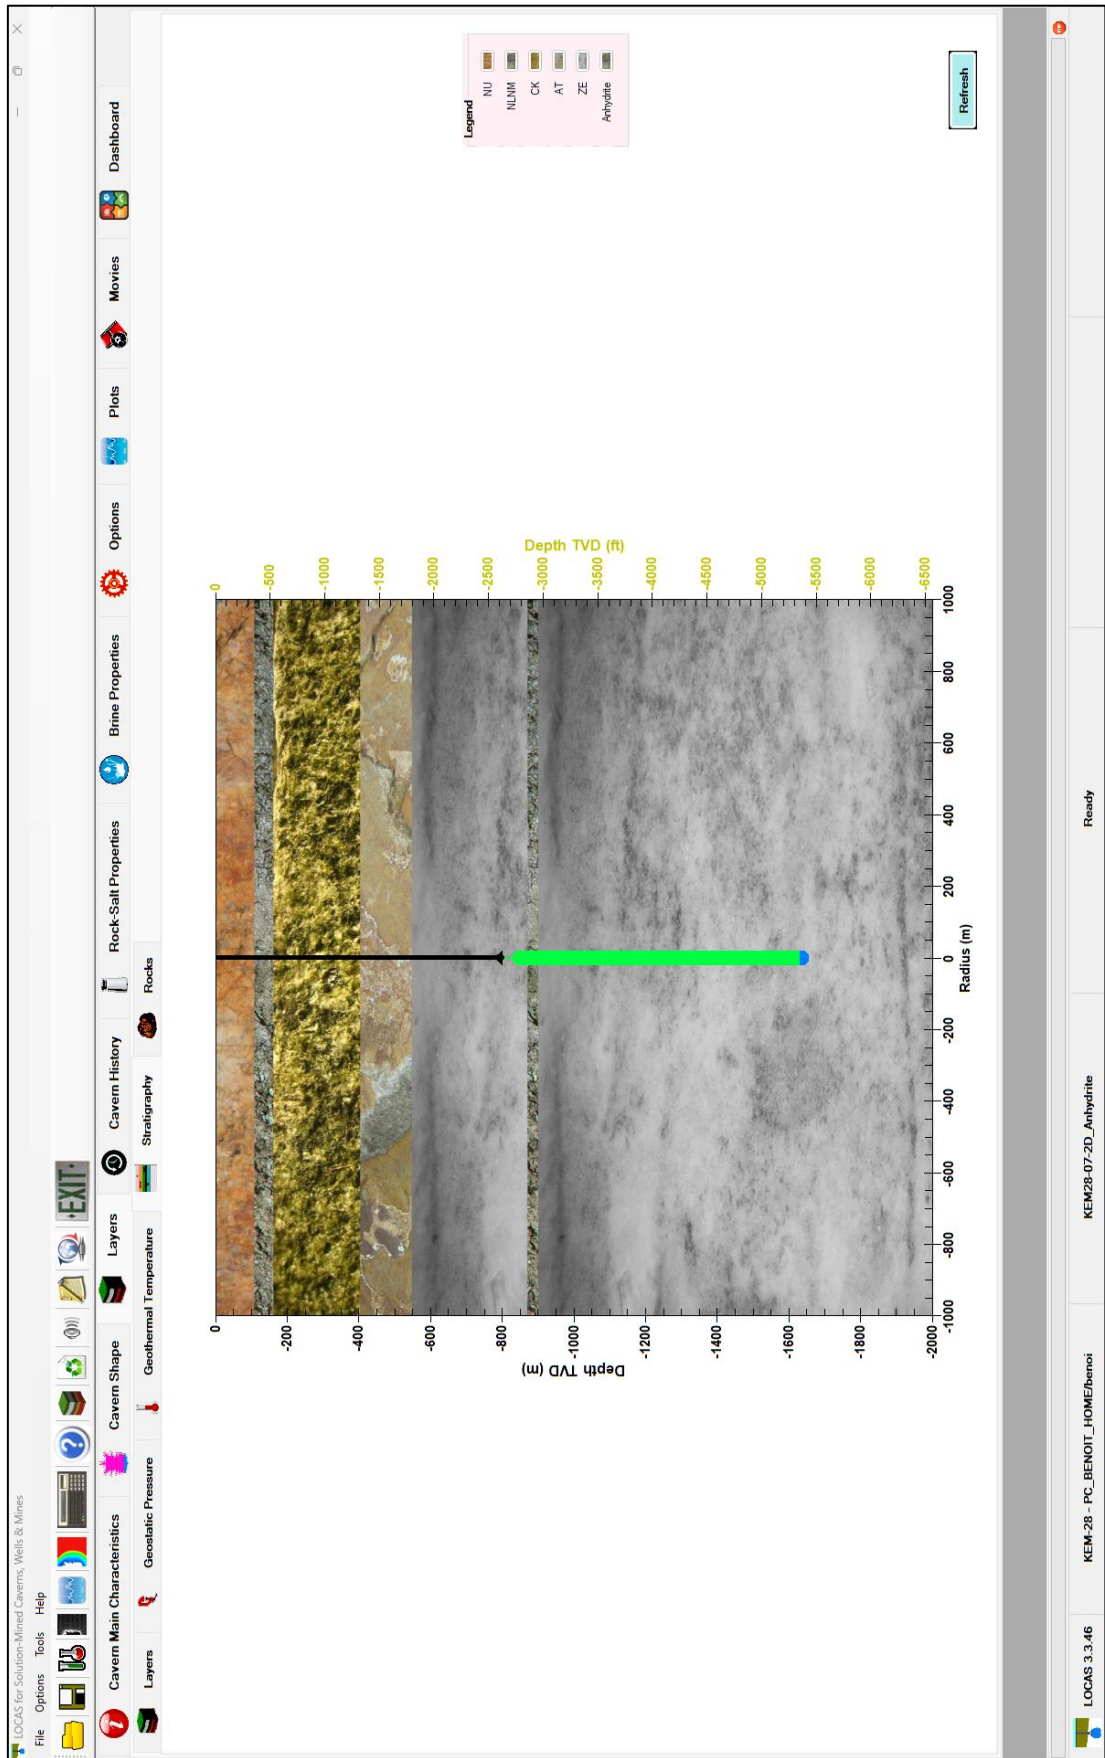 LOCAS for Solution-Mined Caverns, Wells & Mines
File Options Tools Help
EXIT
Cavern Main Characteristics Cavern Shape Layers Cavern History Rock-Salt Properties Brine Properties Options Plots Movies Dashboard
Layers Geostatic Pressure Geothermal Temperature Stratigraphy Rocks
Legend
NU
NLNM
CK
AT
ZE
Anhydrite
Depth TVD (m)
0
-200
-400
-600
-800
-1000
-1200
-1400
-1600
-1800
-2000
Depth TVD (ft)
0
-500
-1000
-1500
-2000
-2500
-3000
-3500
-4000
-4500
-5000
-5500
-6000
-6500
-1000 -800 -600 -400 -200 0 200 400 600 800 1000
Radius (m)
Refresh
LOCAS 3.3.46 KEM-28 - PC_BENOIT_HOME/benoi KEM28-07-2D_Anhydrite Ready